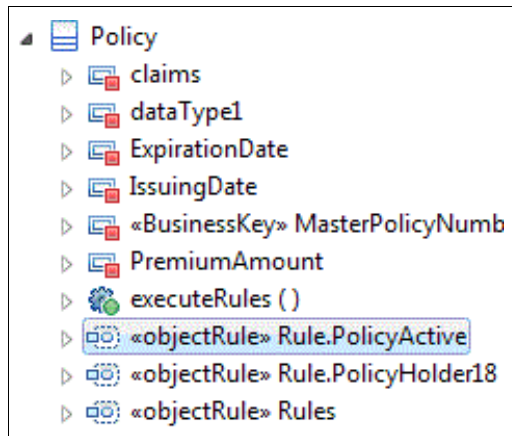 Policy
claims
dataType1
ExpirationDate
IssuingDate
«BusinessKey» MasterPolicyNumb
PremiumAmount
executeRules ( )
«objectRule» Rule.PolicyActive
«objectRule» Rule.PolicyHolder18
«objectRule» Rules